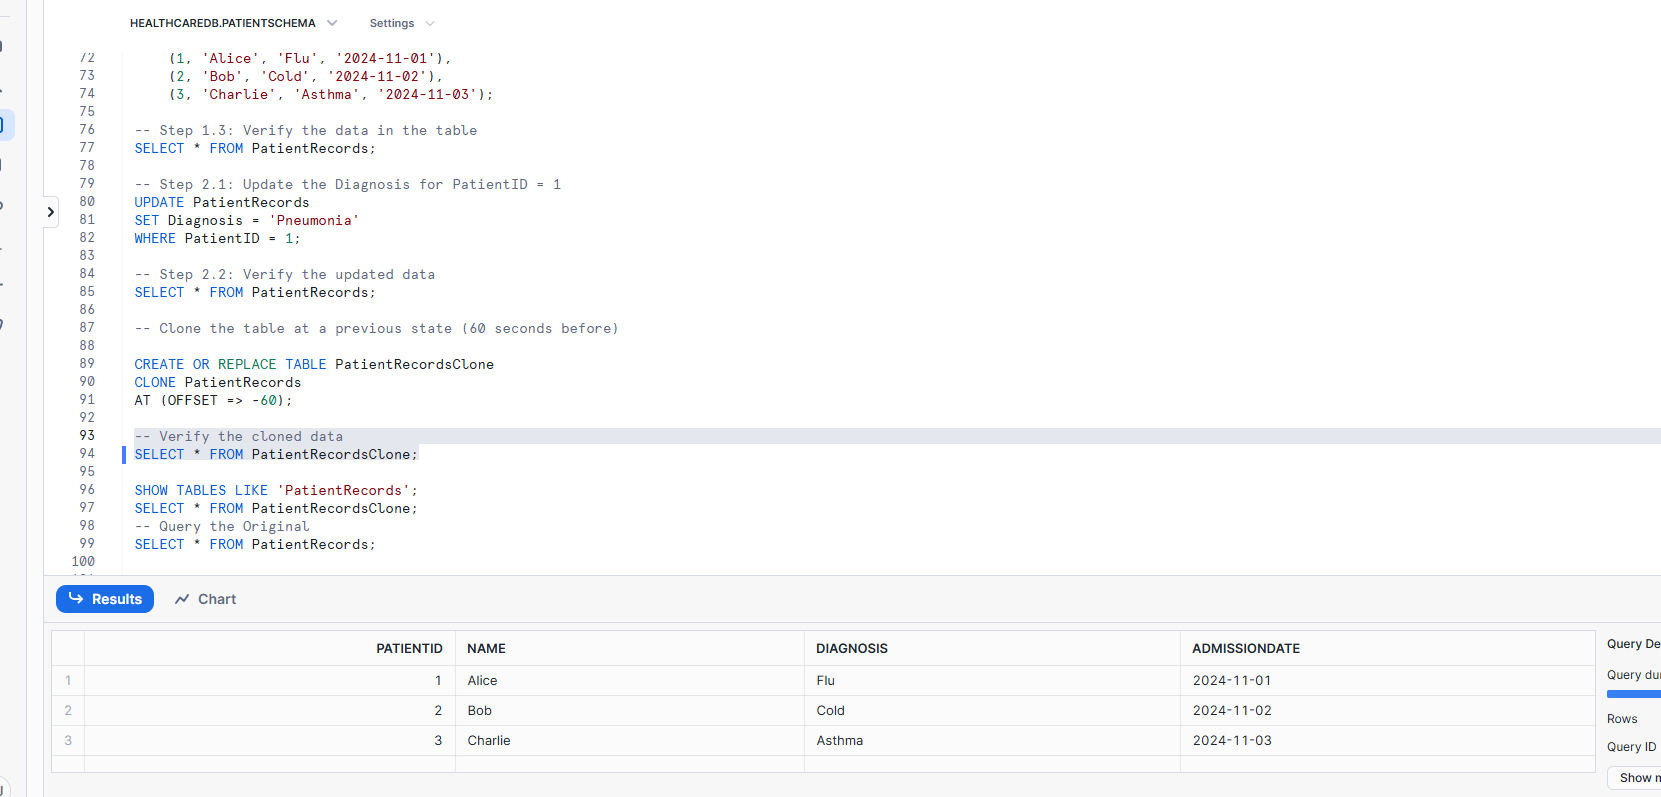 HEALTHCAREDB.PATIENTSCHEMA Settings
72 (1, 'Alice', 'Flu', '2024-11-01'),
73 (2, 'Bob', 'Cold', '2024-11-02'),
74 (3, 'Charlie', 'Asthma', '2024-11-03');
75
76 -- Step 1.3: Verify the data in the table
77 SELECT * FROM PatientRecords;
78
79 -- Step 2.1: Update the Diagnosis for PatientID = 1
80 UPDATE PatientRecords
81 SET Diagnosis = 'Pneumonia'
82 WHERE PatientID = 1;
83
84 -- Step 2.2: Verify the updated data
85 SELECT * FROM PatientRecords;
86
87 -- Clone the table at a previous state (60 seconds before)
88
89 CREATE OR REPLACE TABLE PatientRecordsClone
90 CLONE PatientRecords
91 AT (OFFSET => -60);
92
93 -- Verify the cloned data
94 SELECT * FROM PatientRecordsClone;
95
96 SHOW TABLES LIKE 'PatientRecords';
97 SELECT * FROM PatientRecordsClone;
98 -- Query the Original
99 SELECT * FROM PatientRecords;
100
Results Chart
PATIENTID NAME DIAGNOSIS ADMISSIONDATE
1 1 Alice Flu 2024-11-01
2 2 Bob Cold 2024-11-02
3 3 Charlie Asthma 2024-11-03
Query De
Query du
Rows
Query ID
Show m